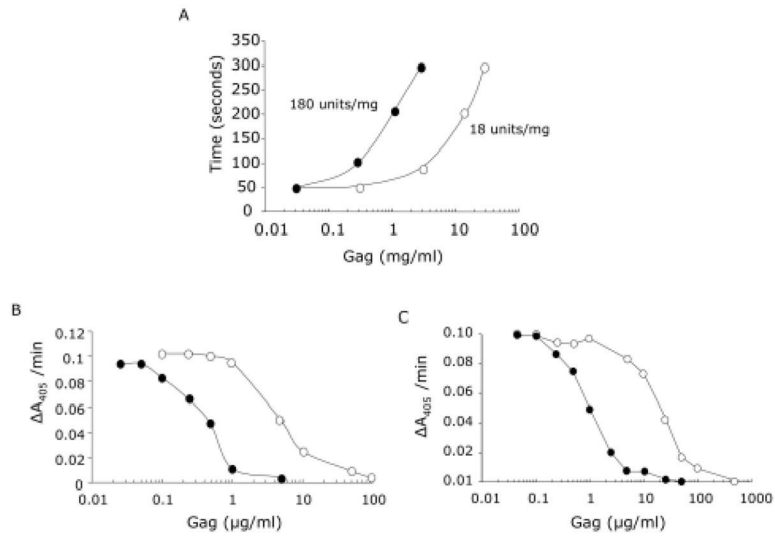 A
350
300
250
200
150
100
50
0
Time (seconds)
180 units/mg
18 units/mg
0.01 0.1 1 10 100
Gag (mg/ml)
B
0.12
0.1
0.08
0.06
0.04
0.02
0
ΔA405 /min
0.01 0.1 1 10 100
Gag (µg/ml)
C
0.10
0.08
0.06
0.04
0.02
0.01
ΔA405 /min
0.01 0.1 1 10 100 1000
Gag (µg/ml)